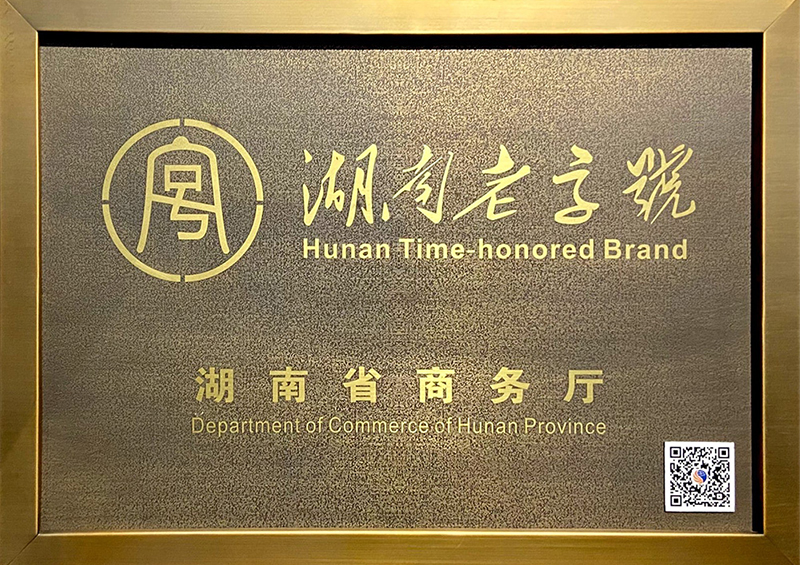 湖南老字號
Hunan Time-honored Brand
湖南省商务厅
Department of Commerce of Hunan Province